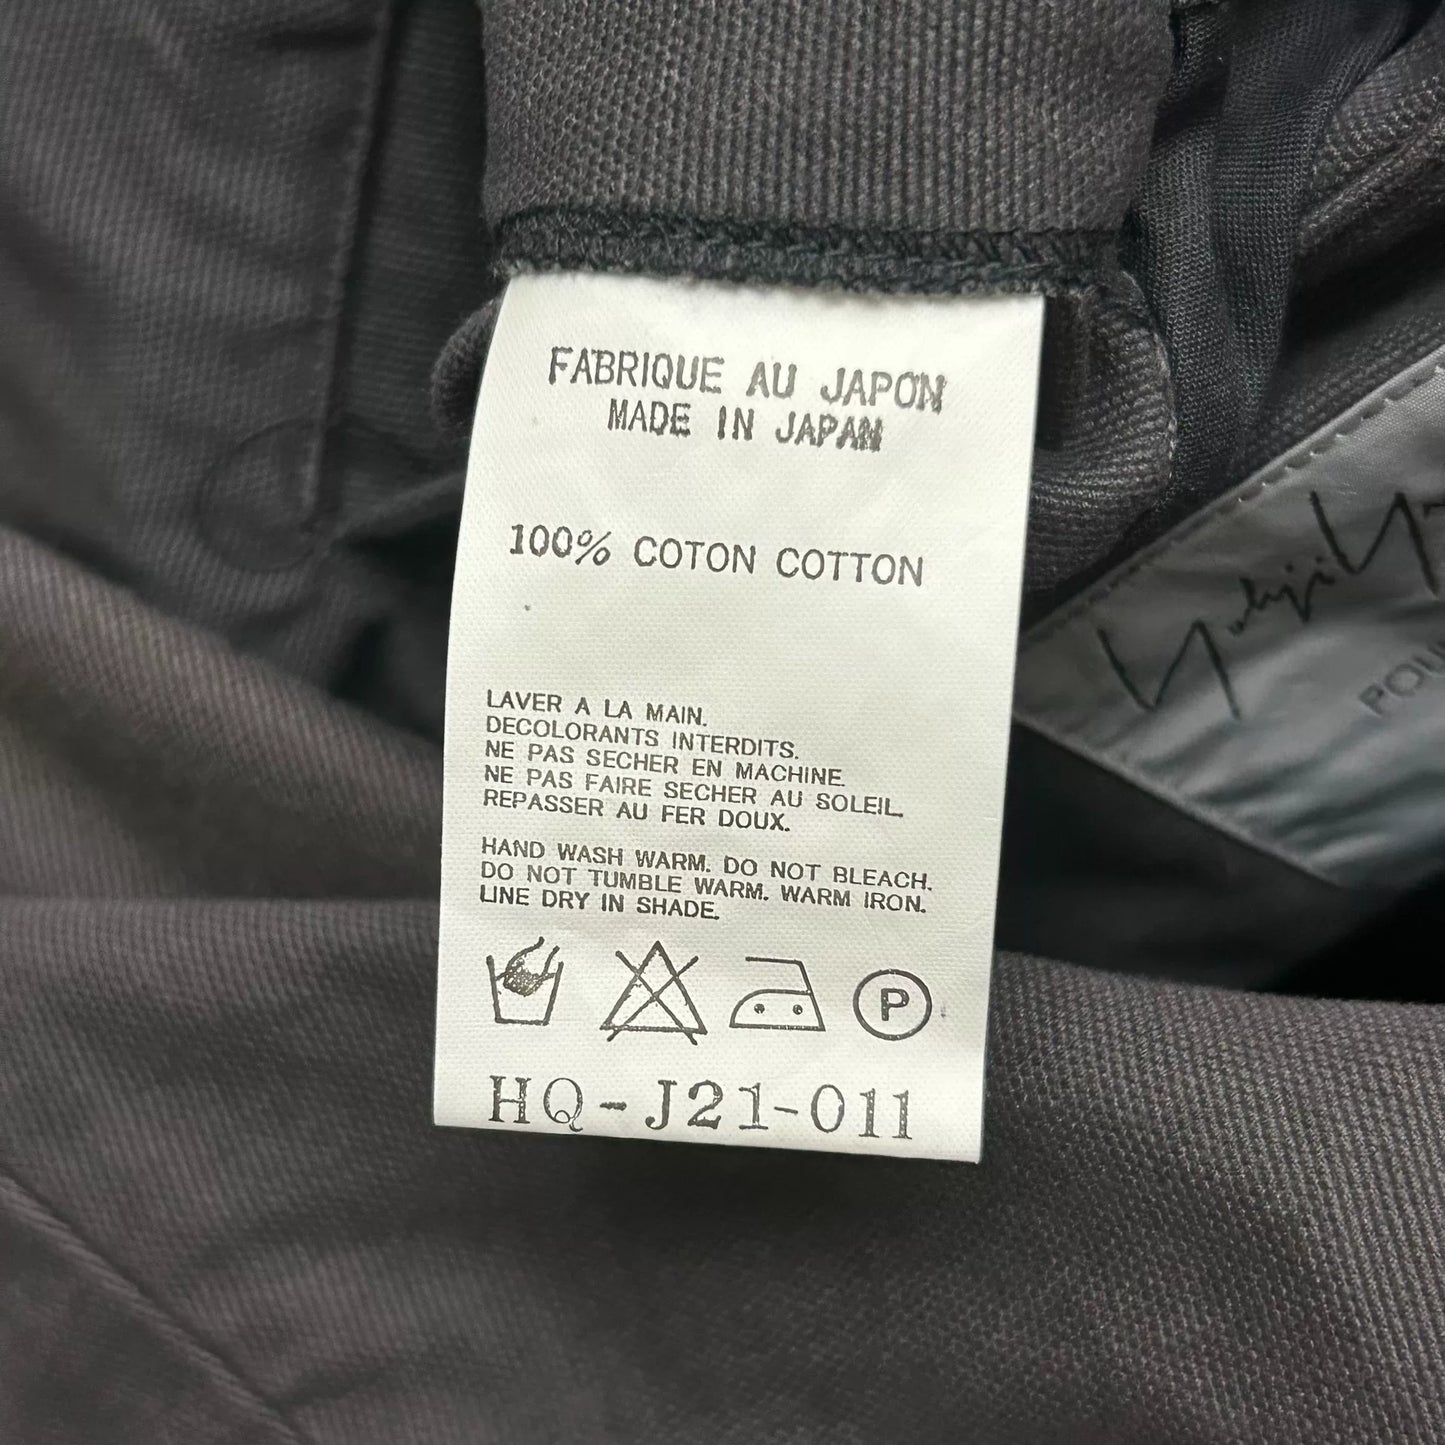 FABRIQUE AU JAPON
MADE IN JAPAN
100% COTON COTTON
LAVER A LA MAIN.
DECOLORANTS INTERDITS.
NE PAS SECHER EN MACHINE.
NE PAS FAIRE SECHER AU SOLEIL.
REPASSER AU FER DOUX.
HAND WASH WARM. DO NOT BLEACH.
DO NOT TUMBLE WARM. WARM IRON.
LINE DRY IN SHADE.
P
HQ-J21-011
Yohji